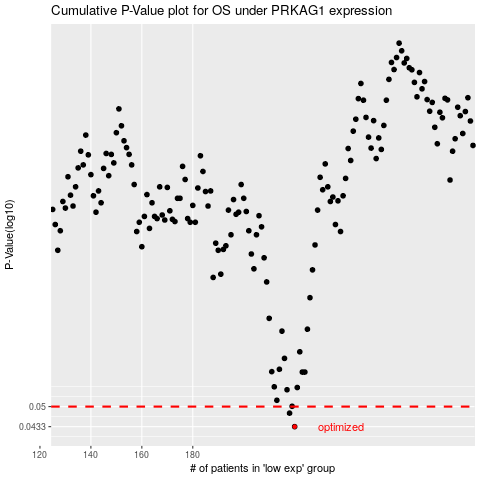 Cumulative P-Value plot for OS under PRKAG1 expression
P-Value(log10)
0.05
0.0433
optimized
120 140 160 180
# of patients in 'low exp' group